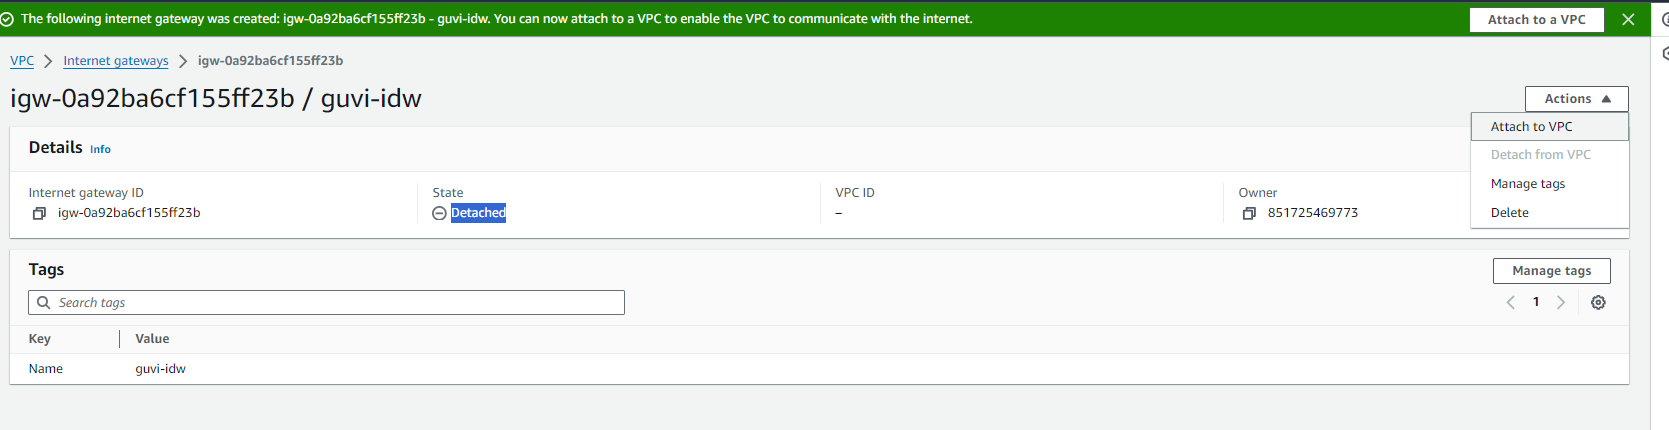 The following internet gateway was created: igw-0a92ba6cf155ff23b - guvi-idw. You can now attach to a VPC to enable the VPC to communicate with the internet.
Attach to a VPC
VPC
Internet gateways
igw-0a92ba6cf155ff23b
igw-0a92ba6cf155ff23b / guvi-idw
Actions
Attach to VPC
Detach from VPC
Manage tags
Delete
Details Info
Internet gateway ID
igw-0a92ba6cf155ff23b
State
Detached
VPC ID
–
Owner
851725469773
Tags
Manage tags
Search tags
1
Key Value
Name guvi-idw